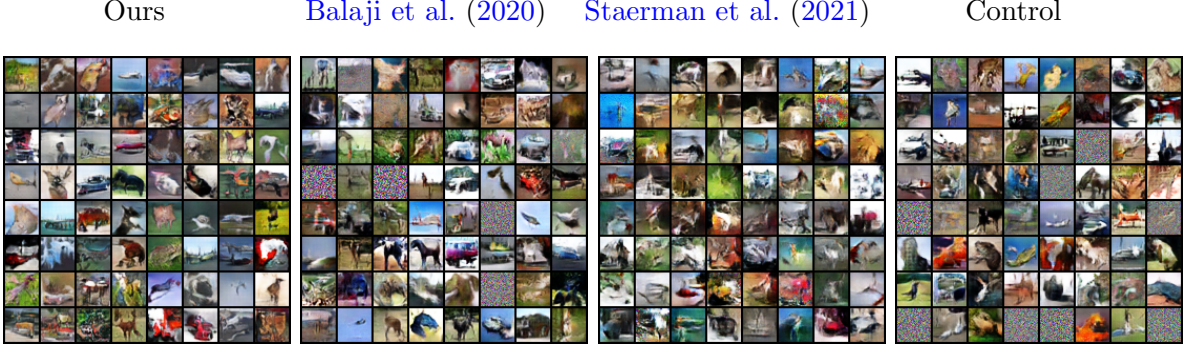 Ours Balaji et al. (2020) Staerman et al. (2021) Control